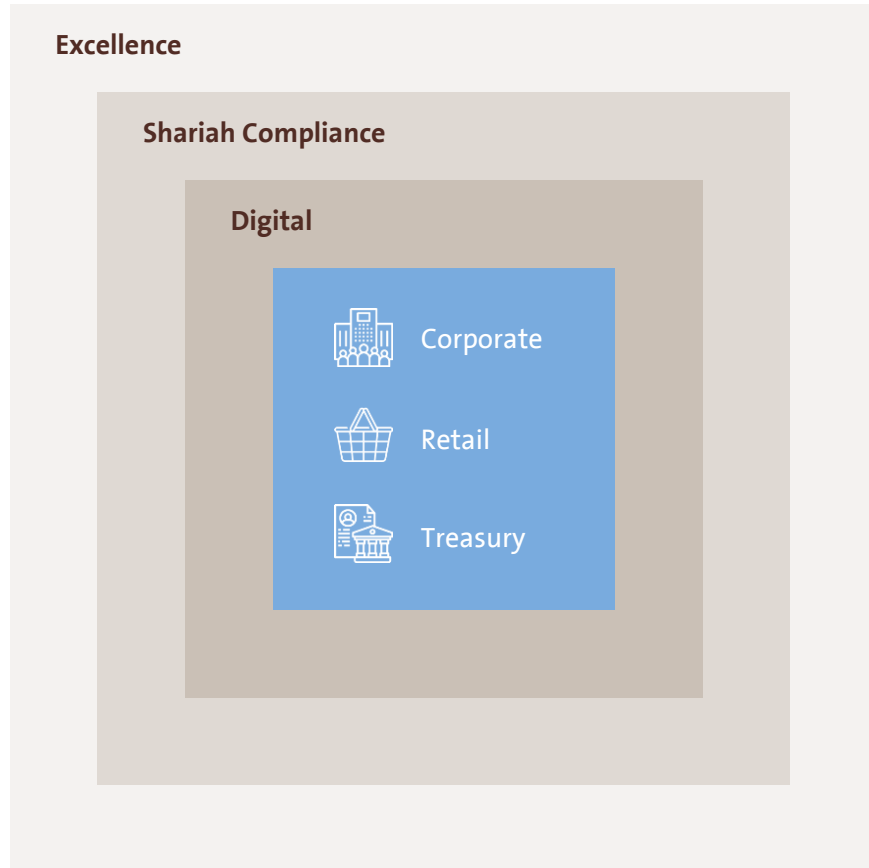 Excellence
Shariah Compliance
Digital
Corporate
Retail
Treasury